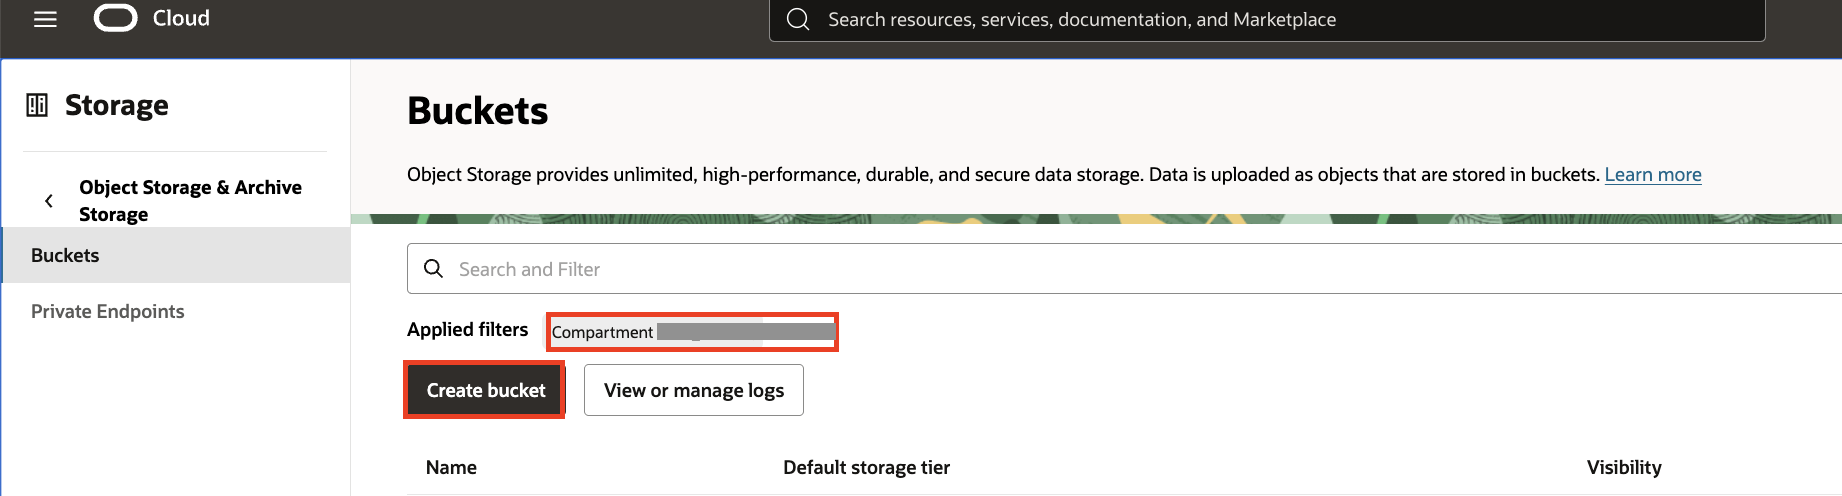 Cloud
Search resources, services, documentation, and Marketplace
Storage
Object Storage & Archive
Storage
Buckets
Private Endpoints
Buckets
Object Storage provides unlimited, high-performance, durable, and secure data storage. Data is uploaded as objects that are stored in buckets. Learn more
Search and Filter
Applied filters Compartment
Create bucket View or manage logs
Name Default storage tier Visibility